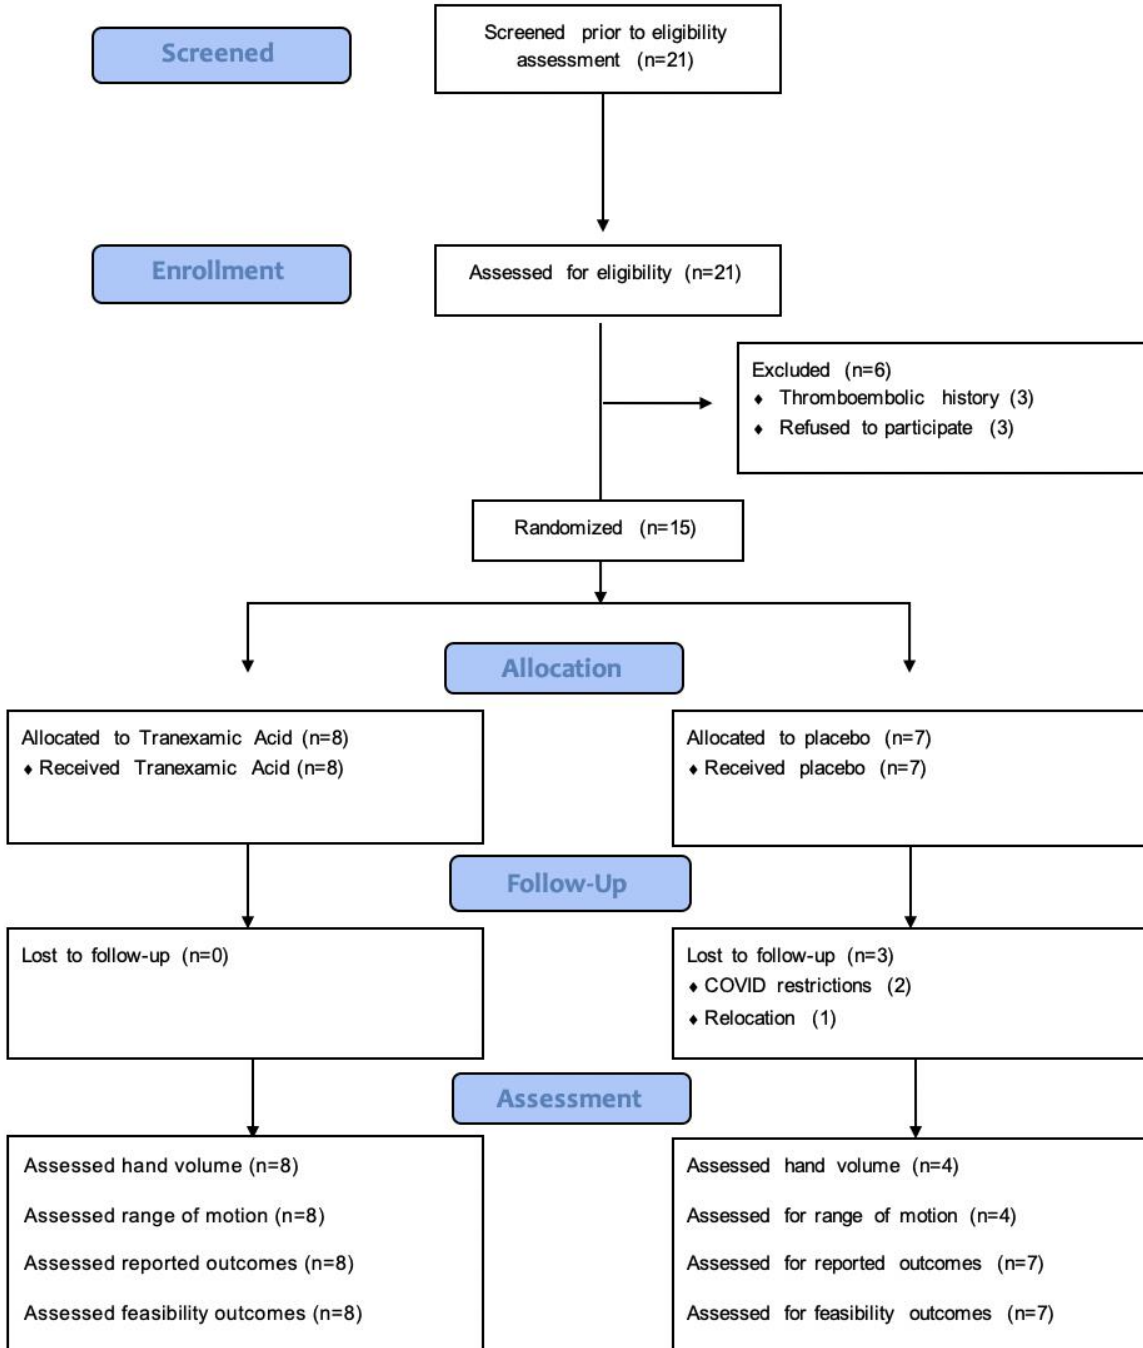 Screened
Screened prior to eligibility
assessment (n=21)
Enrollment
Assessed for eligibility (n=21)
Excluded (n=6)
♦ Thromboembolic history (3)
♦ Refused to participate (3)
Randomized (n=15)
Allocation
Allocated to Tranexamic Acid (n=8)
♦ Received Tranexamic Acid (n=8)
Allocated to placebo (n=7)
♦ Received placebo (n=7)
Follow-Up
Lost to follow-up (n=0)
Lost to follow-up (n=3)
♦ COVID restrictions (2)
♦ Relocation (1)
Assessment
Assessed hand volume (n=8)
Assessed range of motion (n=8)
Assessed reported outcomes (n=8)
Assessed feasibility outcomes (n=8)
Assessed hand volume (n=4)
Assessed for range of motion (n=4)
Assessed for reported outcomes (n=7)
Assessed for feasibility outcomes (n=7)